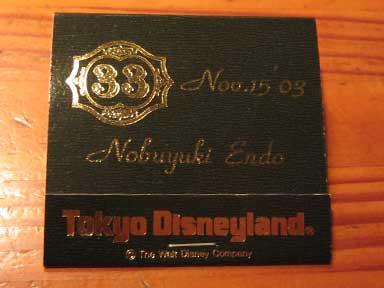 33 Nov.15'03
Nobuyuki Endo
Tokyo Disneyland®
© The Walt Disney Company